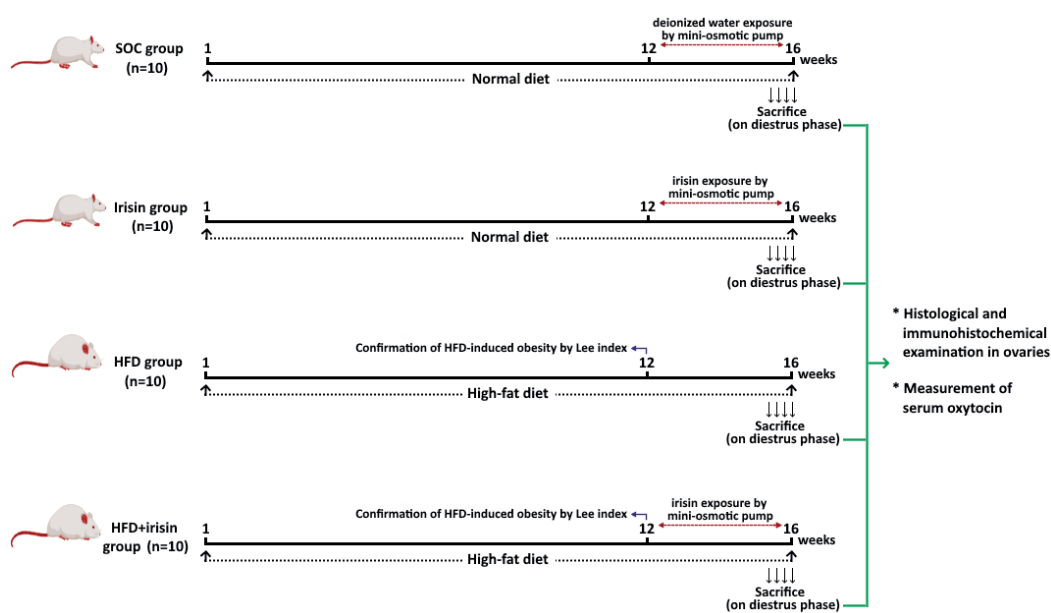 SOC group
(n=10)
1
12
deionized water exposure
by mini-osmotic pump
16
weeks
Normal diet
Sacrifice
(on diestrus phase)
Irisin group
(n=10)
1
12
irisin exposure by
mini-osmotic pump
16
weeks
Normal diet
Sacrifice
(on diestrus phase)
HFD group
(n=10)
1
Confirmation of HFD-induced obesity by Lee index
12
16
weeks
High-fat diet
Sacrifice
(on diestrus phase)
HFD+irisin
group (n=10)
1
Confirmation of HFD-induced obesity by Lee index
12
irisin exposure by
mini-osmotic pump
16
weeks
High-fat diet
Sacrifice
(on diestrus phase)
* Histological and
immunohistochemical
examination in ovaries
* Measurement of
serum oxytocin